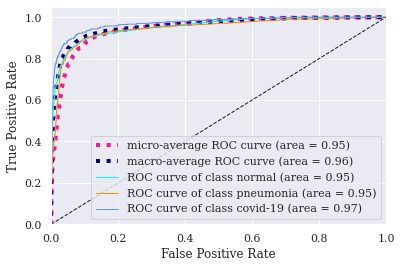 1.0
0.8
0.6
0.4
0.2
0.0
True Positive Rate
micro-average ROC curve (area = 0.95)
macro-average ROC curve (area = 0.96)
ROC curve of class normal (area = 0.95)
ROC curve of class pneumonia (area = 0.95)
ROC curve of class covid-19 (area = 0.97)
0.0 0.2 0.4 0.6 0.8 1.0
False Positive Rate